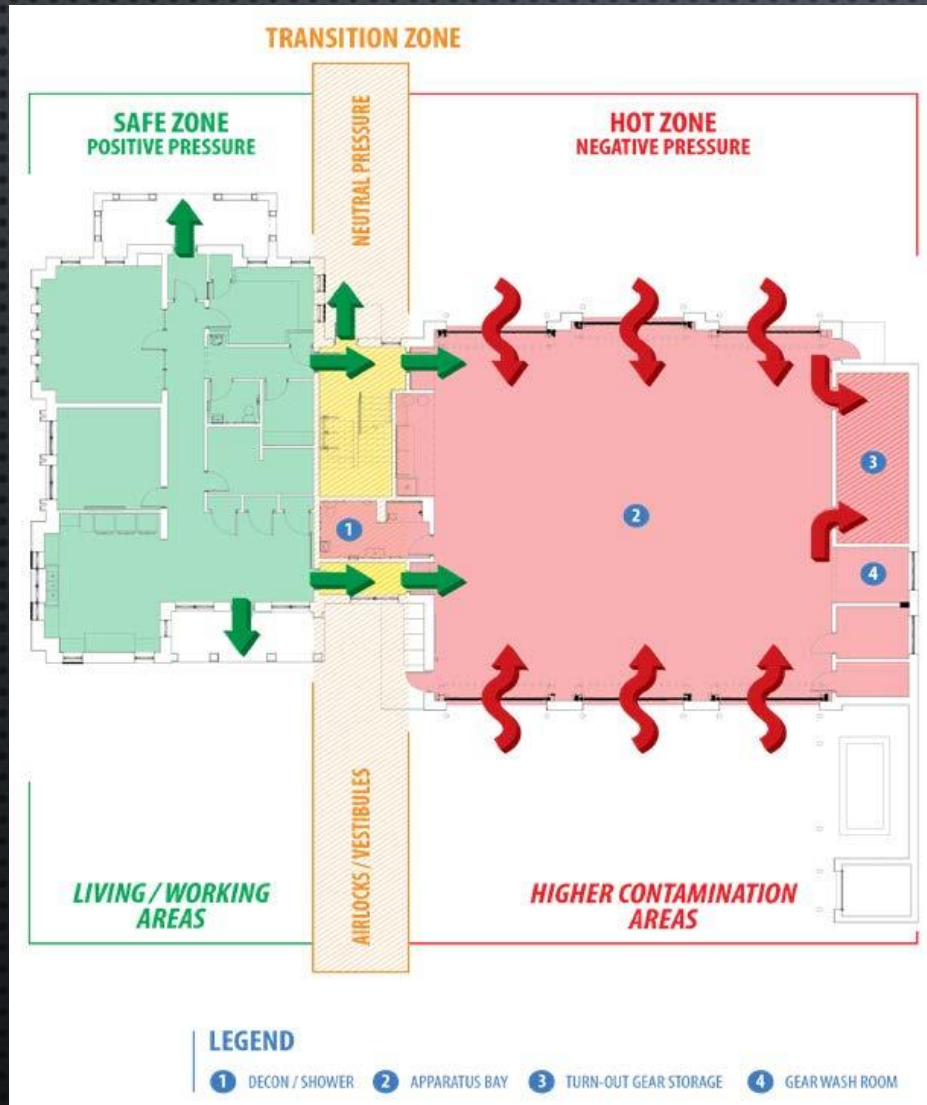 TRANSITION ZONE
SAFE ZONE
POSITIVE PRESSURE
NEUTRAL PRESSURE
HOT ZONE
NEGATIVE PRESSURE
3
1
2
4
LIVING / WORKING
AREAS
AIRLOCKS / VESTIBULES
HIGHER CONTAMINATION
AREAS
LEGEND
1 DECON / SHOWER 2 APPARATUS BAY 3 TURN-OUT GEAR STORAGE 4 GEAR WASH ROOM